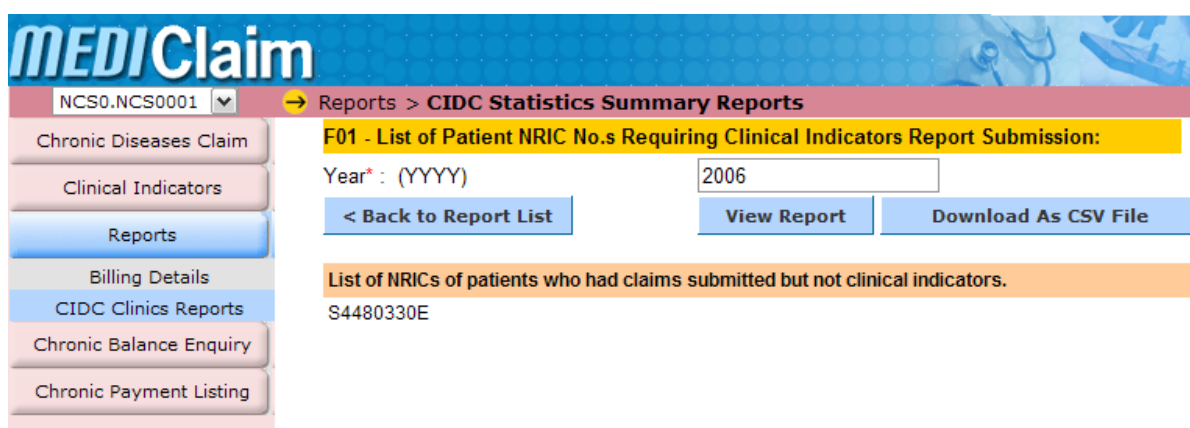 MEDIClaim
NCS0.NCS0001
Reports > CIDC Statistics Summary Reports
Chronic Diseases Claim
Clinical Indicators
Reports
Billing Details
CIDC Clinics Reports
Chronic Balance Enquiry
Chronic Payment Listing
F01 - List of Patient NRIC No.s Requiring Clinical Indicators Report Submission:
Year* : (YYYY) 2006
< Back to Report List View Report Download As CSV File
List of NRICs of patients who had claims submitted but not clinical indicators.
S4480330E